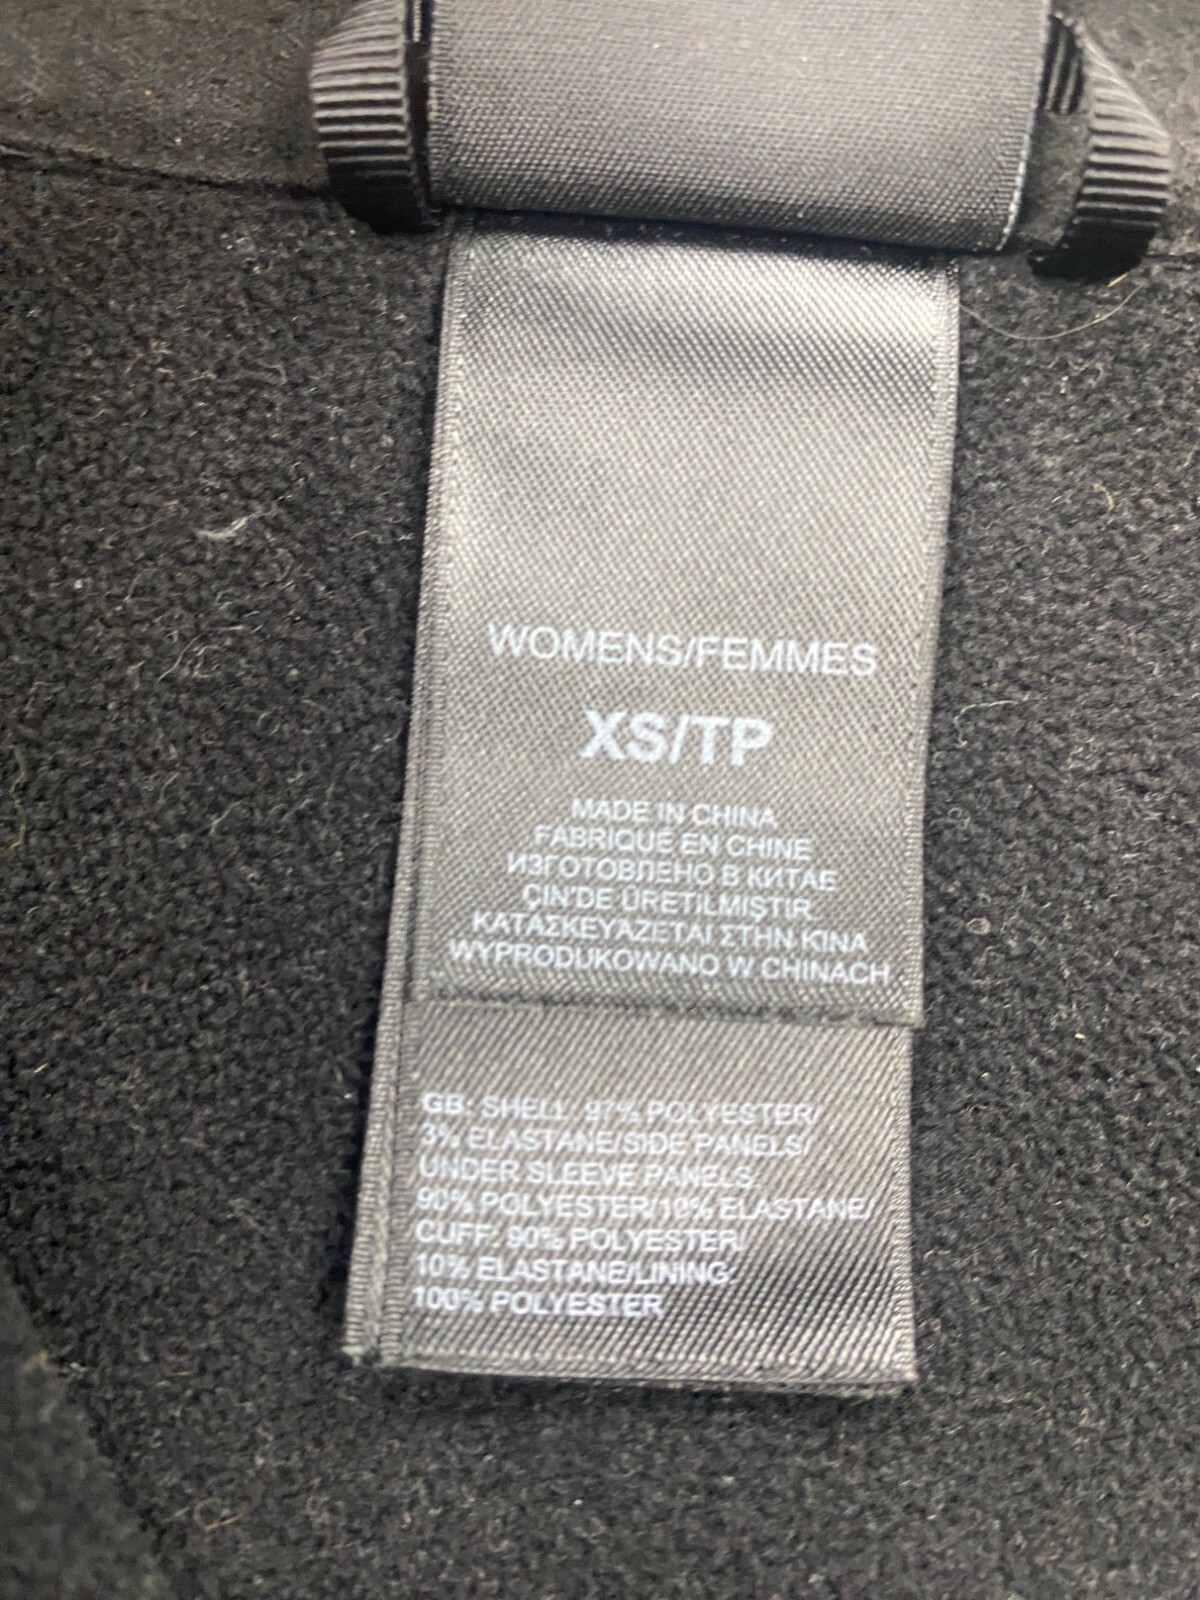 WOMENS/FEMMES
XS/TP
MADE IN CHINA
FABRIQUÉ EN CHINE
ИЗГОТОВЛЕНО В КИТАЕ
ÇIN'DE ÜRETILMIŞTIR
ΚΑΤΑΣΚΕΥΆΖΕΤΑΙ ΣΤΗΝ ΚΊΝΑ
WYPRODUKOWANO W CHINACH
GB: SHELL: 97% POLYESTER/
3% ELASTANE/SIDE PANELS/
UNDER SLEEVE PANELS:
90% POLYESTER/10% ELASTANE/
CUFF: 90% POLYESTER/
10% ELASTANE/LINING:
100% POLYESTER